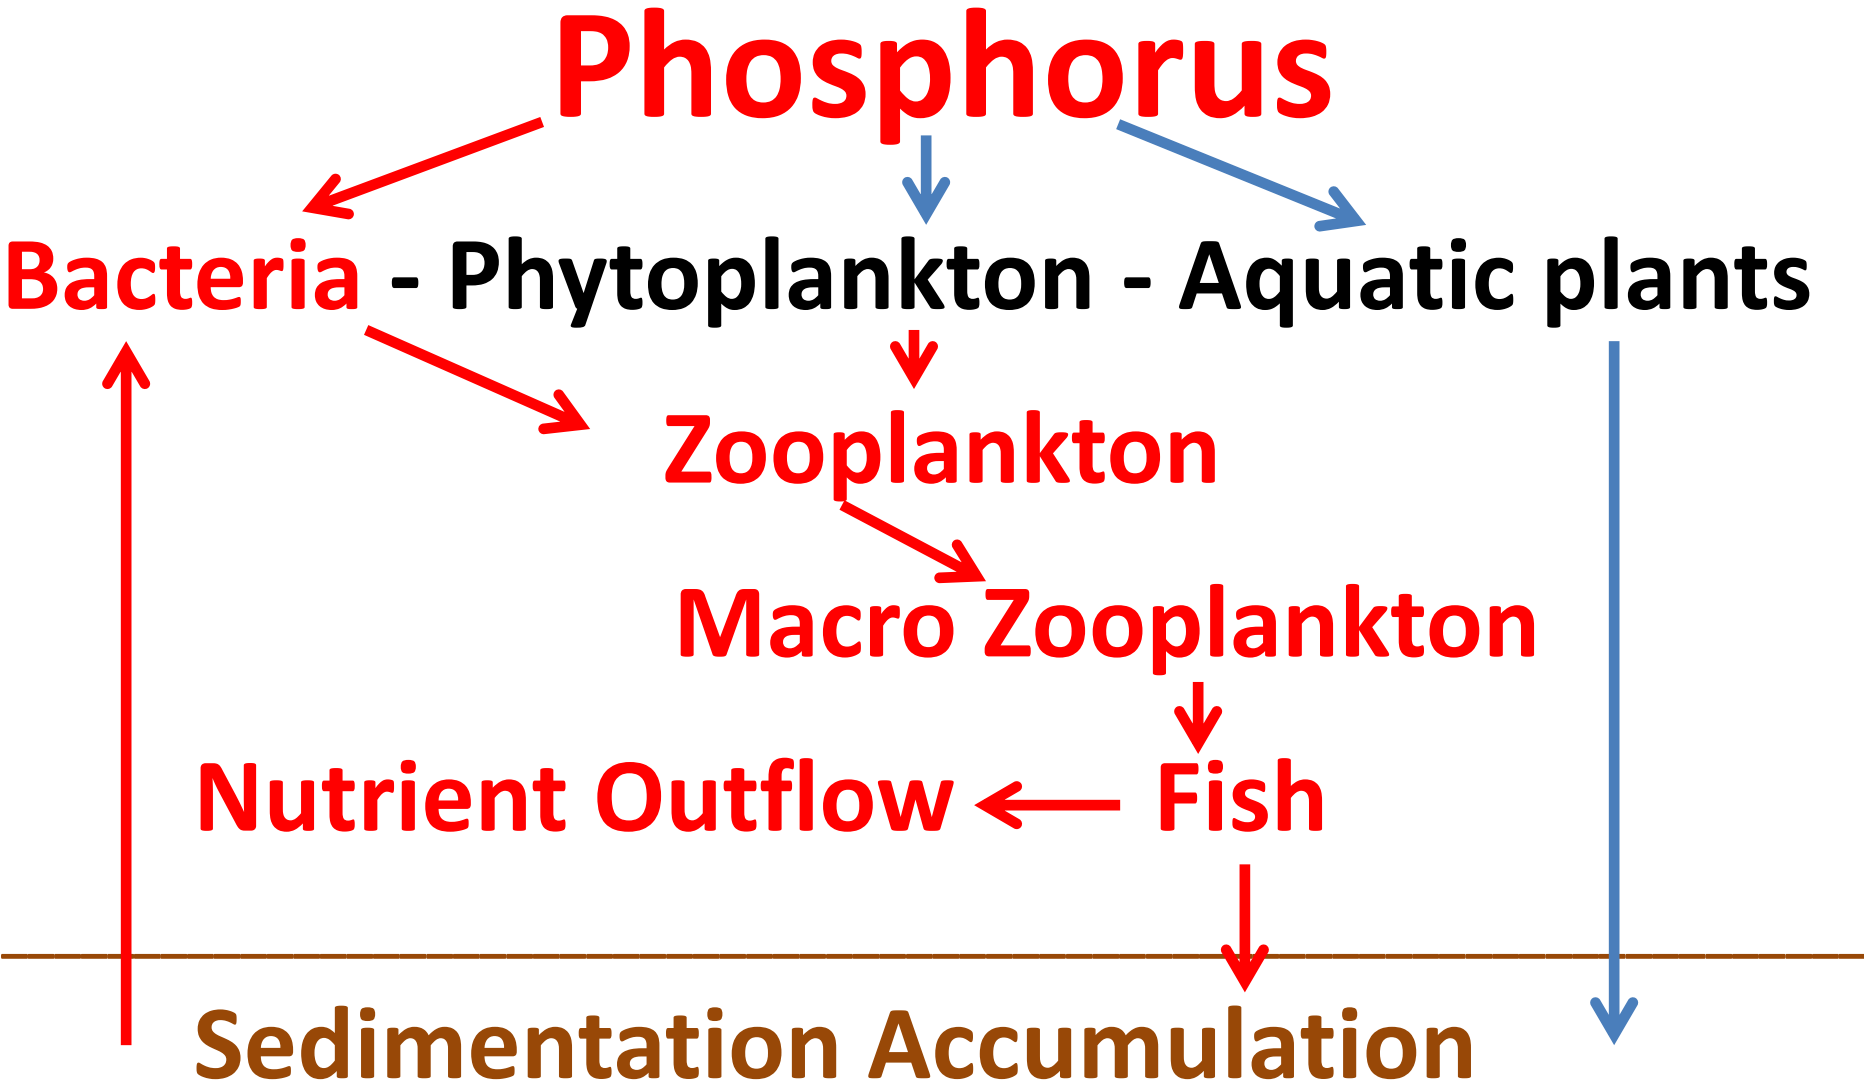 Phosphorus
Bacteria - Phytoplankton - Aquatic plants
Zooplankton
Macro Zooplankton
Nutrient Outflow Fish
Sedimentation Accumulation